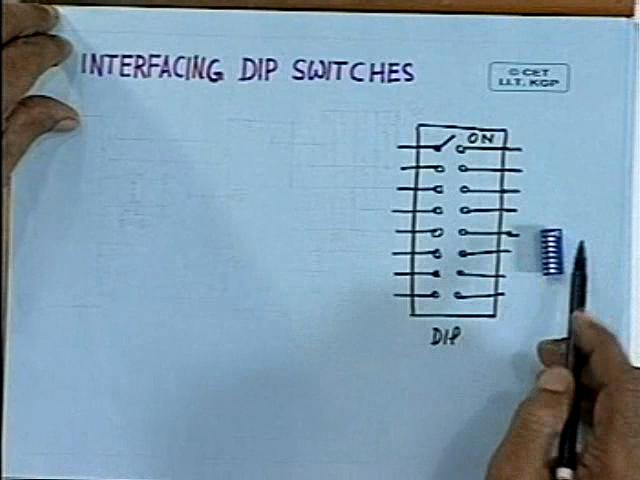 INTERFACING DIP SWITCHES
© CET
I.I.T. KGP
ON
DIP